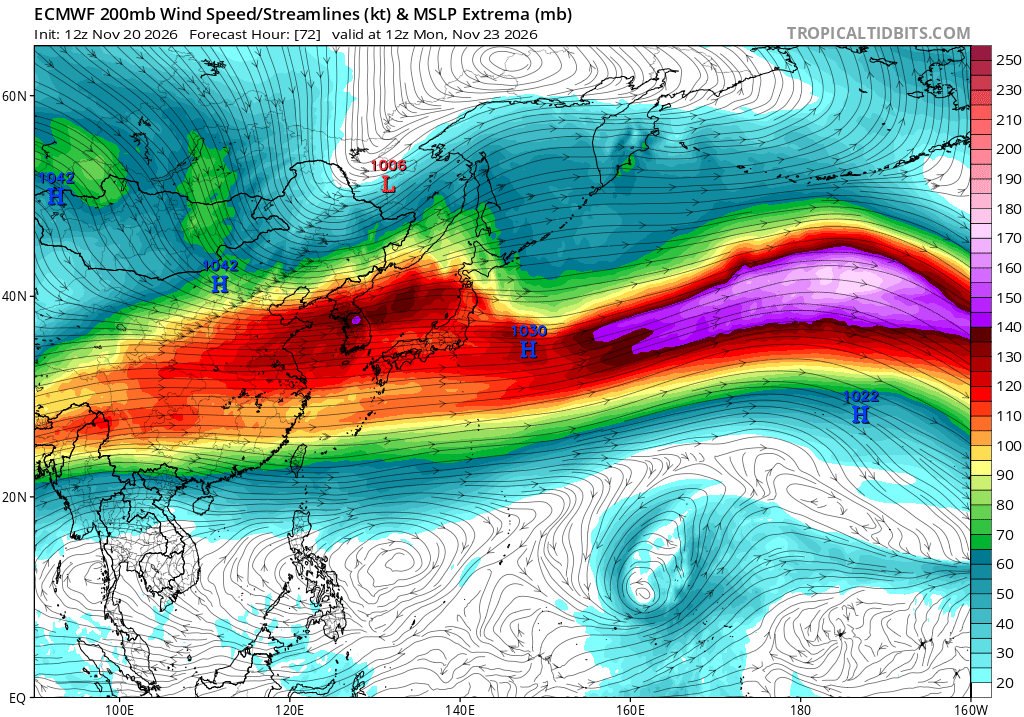 ECMWF 200mb Wind Speed/Streamlines (kt) & MSLP Extrema (mb)
Init: 12z Nov 20 2026 Forecast Hour: [72] valid at 12z Mon, Nov 23 2026 TROPICALTIDBITS.COM
250
60N
230
210
1006
L
200
1042
H
190
180
170
1042
H
160
40N
150
1030
H
140
130
120
1022
H
110
100
90
20N
80
70
60
50
40
30
20
EQ
100E 120E 140E 160E 180 160W